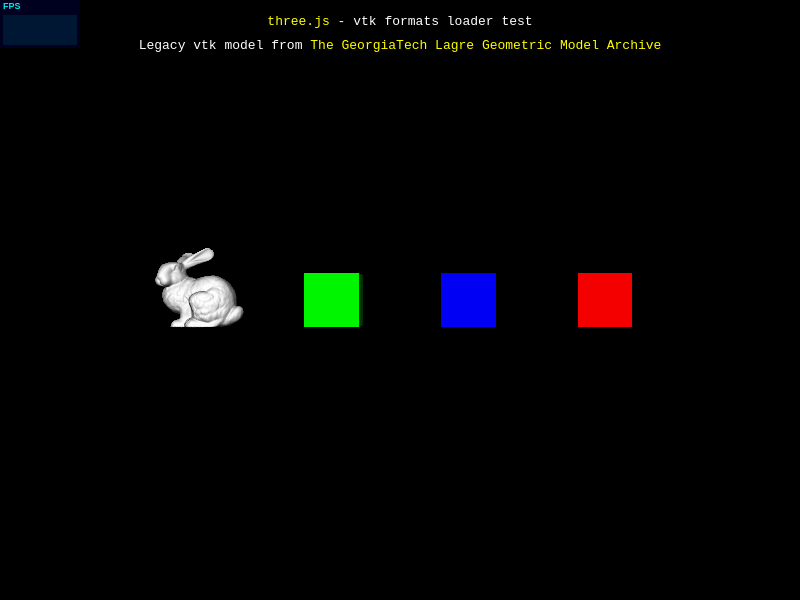 FPS
three.js - vtk formats loader test
Legacy vtk model from The GeorgiaTech Lagre Geometric Model Archive